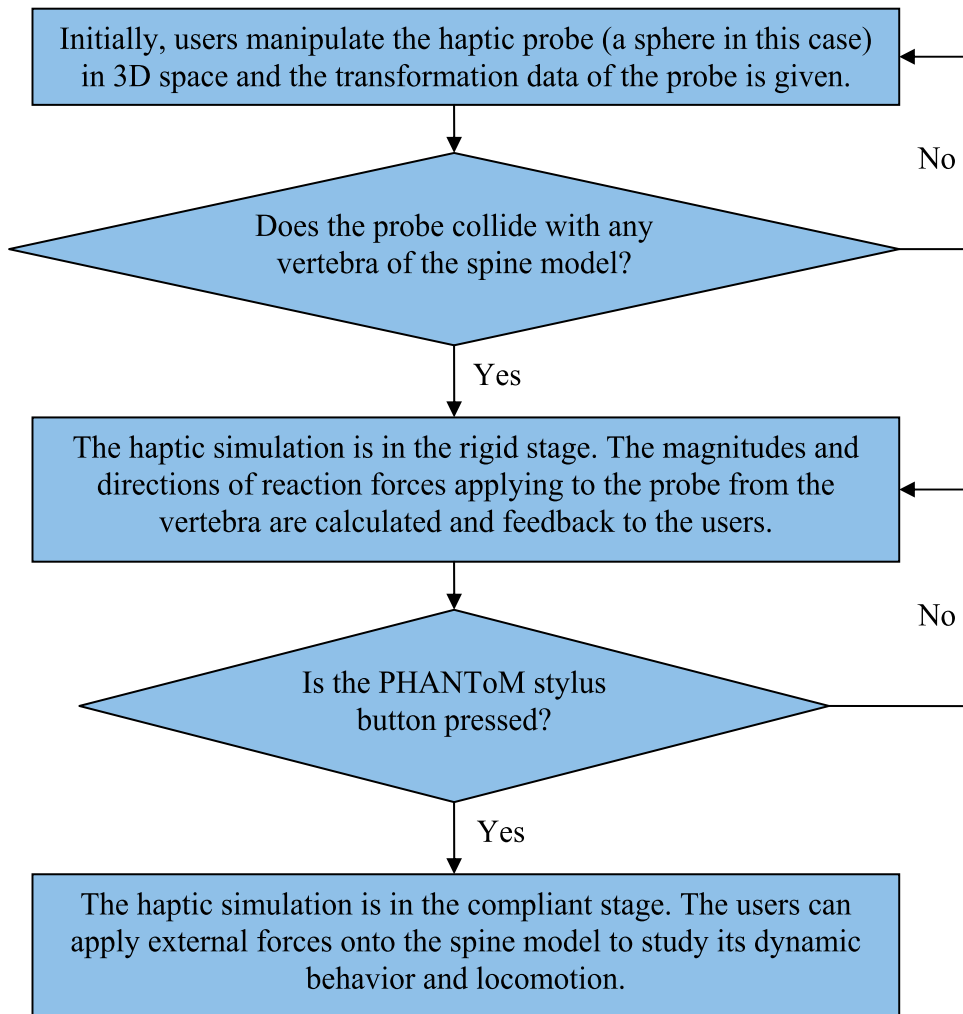 Initially, users manipulate the haptic probe (a sphere in this case)
in 3D space and the transformation data of the probe is given.
No
Does the probe collide with any
vertebra of the spine model?
Yes
The haptic simulation is in the rigid stage. The magnitudes and
directions of reaction forces applying to the probe from the
vertebra are calculated and feedback to the users.
No
Is the PHANToM stylus
button pressed?
Yes
The haptic simulation is in the compliant stage. The users can
apply external forces onto the spine model to study its dynamic
behavior and locomotion.